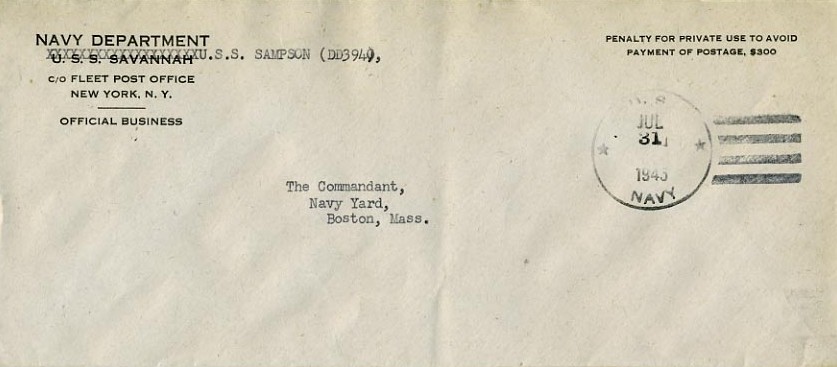 NAVY DEPARTMENT
U. S. S. SAVANNAH U.S.S. SAMPSON (DD394),
C/O FLEET POST OFFICE
NEW YORK, N. Y.
OFFICIAL BUSINESS
PENALTY FOR PRIVATE USE TO AVOID
PAYMENT OF POSTAGE, $300
U. S.
JUL
31
1943
NAVY
The Commandant,
Navy Yard,
Boston, Mass.